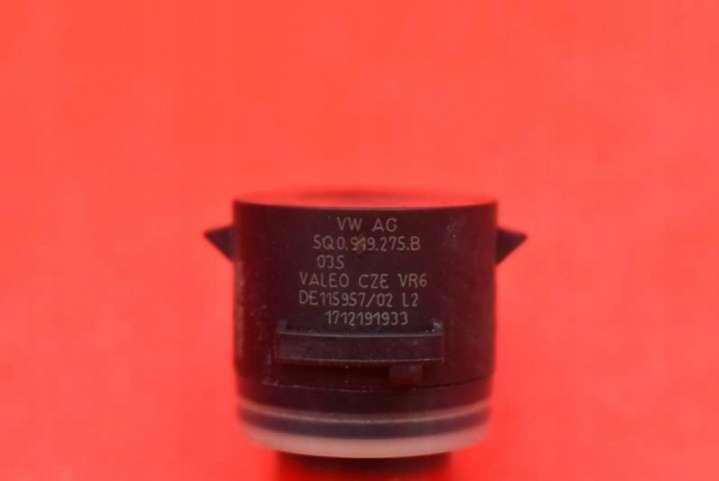 VW AG
5Q0.919.275.B
03S
VALEO CZE VR6
DE115957/02 L2
1712191933